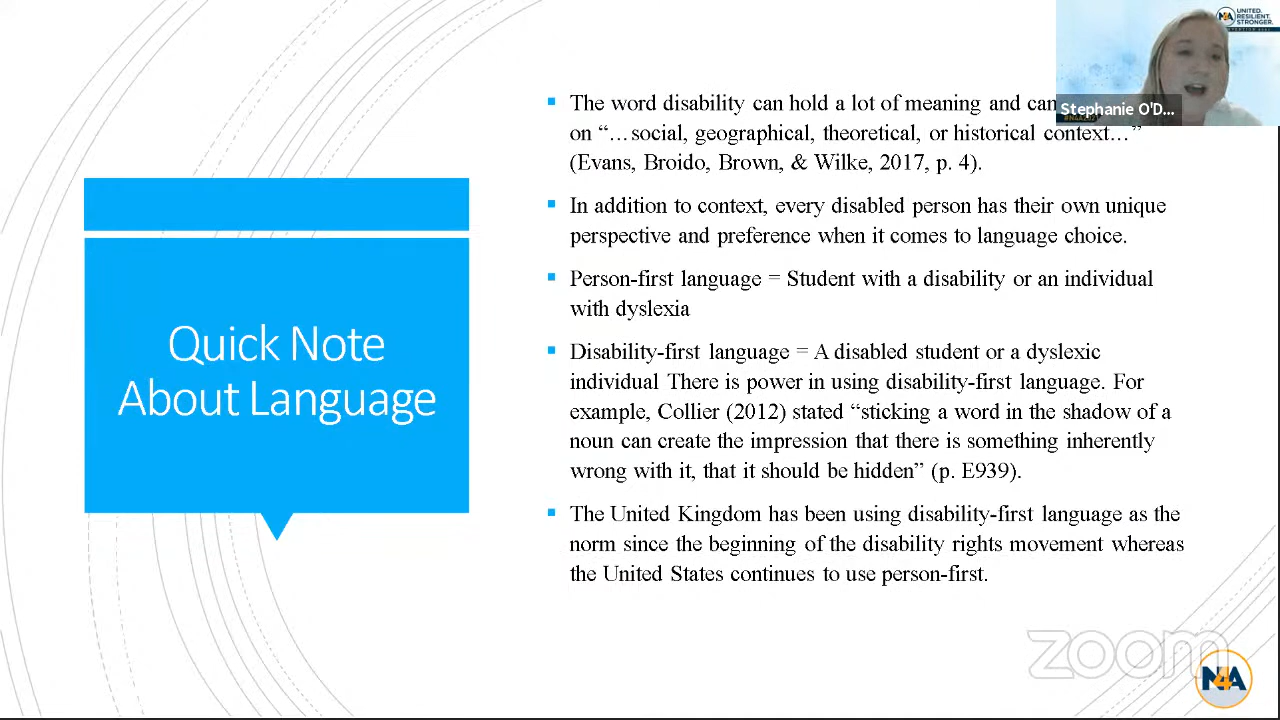 UNITED.
RESILIENT.
STRONGER.
Stephanie O'D...
Quick Note
About Language
The word disability can hold a lot of meaning and can
on “…social, geographical, theoretical, or historical context…”
(Evans, Broido, Brown, & Wilke, 2017, p. 4).
In addition to context, every disabled person has their own unique
perspective and preference when it comes to language choice.
Person-first language = Student with a disability or an individual
with dyslexia
Disability-first language = A disabled student or a dyslexic
individual There is power in using disability-first language. For
example, Collier (2012) stated “sticking a word in the shadow of a
noun can create the impression that there is something inherently
wrong with it, that it should be hidden” (p. E939).
The United Kingdom has been using disability-first language as the
norm since the beginning of the disability rights movement whereas
the United States continues to use person-first.
zoom
N4A